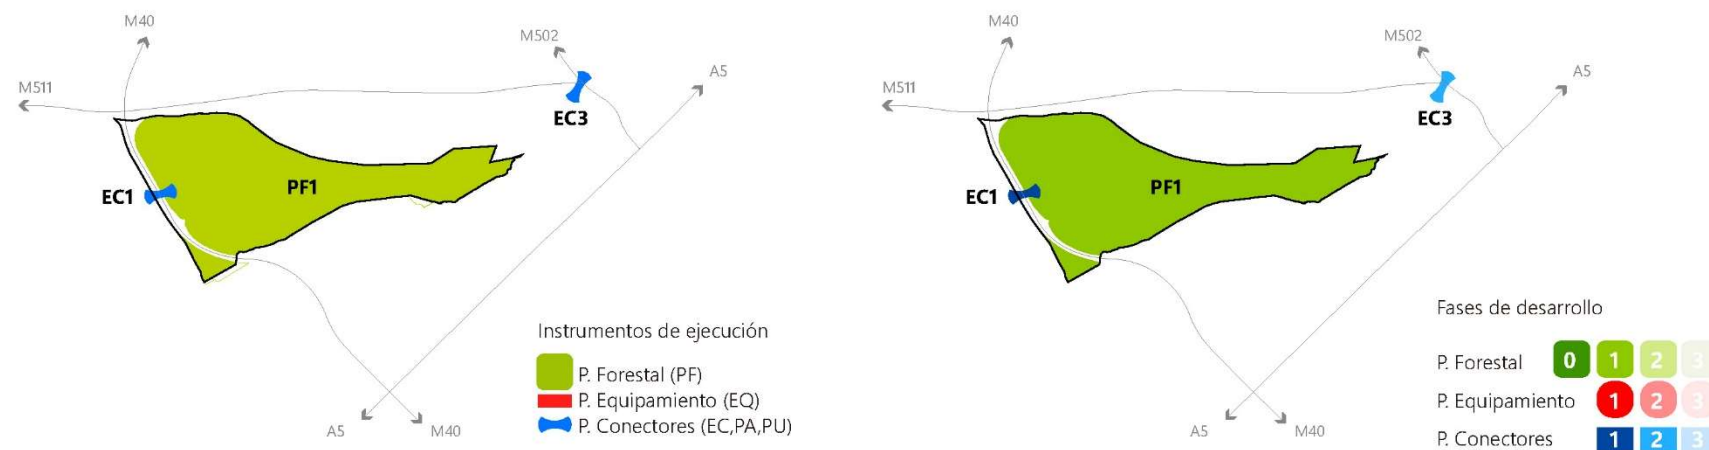 M40
M502
A5
M511
EC3
EC1
PF1
Instrumentos de ejecución
P. Forestal (PF)
P. Equipamiento (EQ)
P. Conectores (EC,PA,PU)
A5
M40
M40
M502
A5
M511
EC3
EC1
PF1
Fases de desarrollo
P. Forestal 0 1 2 3
P. Equipamiento 1 2 3
P. Conectores 1 2 3
A5
M40